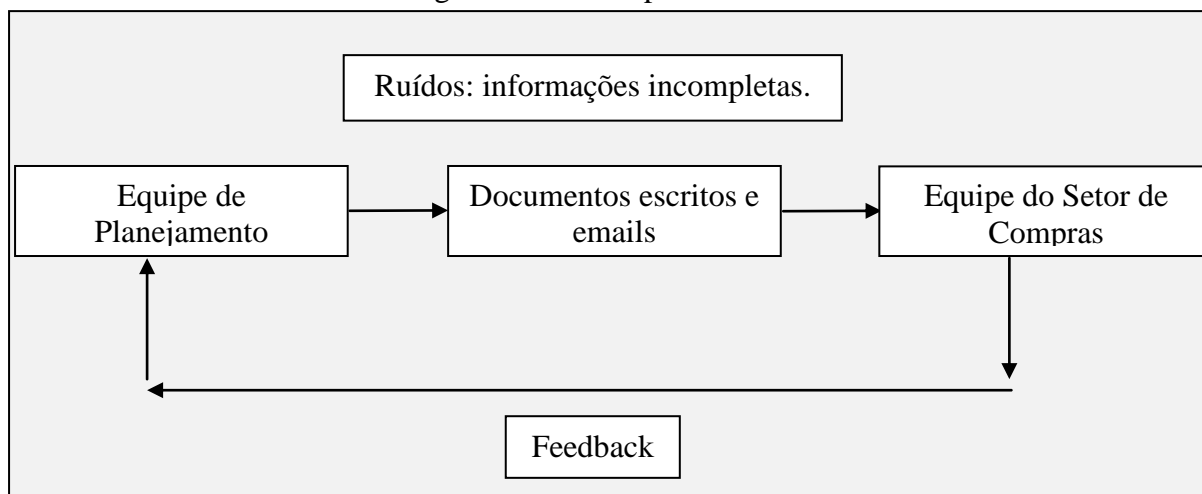 Ruídos: informações incompletas.
Equipe de
Planejamento
Documentos escritos e
emails
Equipe do Setor de
Compras
Feedback